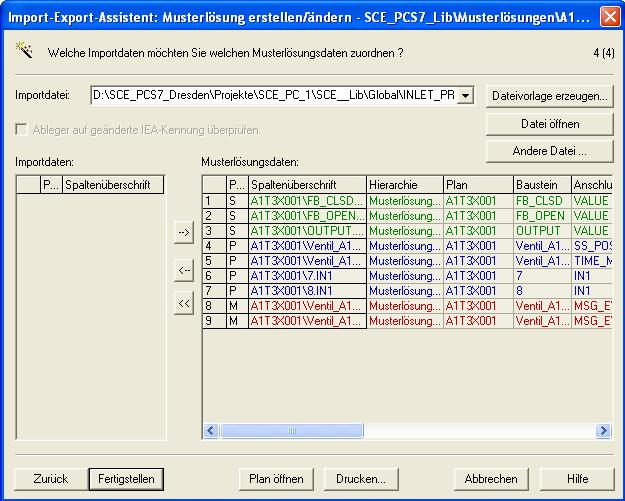 Import-Export-Assistent: Musterlösung erstellen/ändern - SCE_PCS7_Lib\Musterlösungen\A1...
Welche Importdaten möchten Sie welchen Musterlösungsdaten zuordnen ? 4 (4)
Importdatei: D:\SCE_PCS7_Dresden\Projekte\SCE_PC_1\SCE__Lib\Global\INLET_PR Dateivorlage erzeugen...
Datei öffnen
Ableger auf geänderte IEA-Kennung überprüfen.
Andere Datei ...
Importdaten: Musterlösungsdaten:
P... Spaltenüberschrift P... Spaltenüberschrift Hierarchie Plan Baustein Anschlu
1 S A1T3X001\FB_CLSD... Musterlösung... A1T3X001 FB_CLSD VALUE
2 S A1T3X001\FB_OPEN... Musterlösung... A1T3X001 FB_OPEN VALUE
3 S A1T3X001\OUTPUT.... Musterlösung... A1T3X001 OUTPUT VALUE
4 P A1T3X001\Ventil_A1... Musterlösung... A1T3X001 Ventil_A1... SS_POS
5 P A1T3X001\Ventil_A1... Musterlösung... A1T3X001 Ventil_A1... TIME_M
6 P A1T3X001\7.IN1 Musterlösung... A1T3X001 7 IN1
7 P A1T3X001\8.IN1 Musterlösung... A1T3X001 8 IN1
8 M A1T3X001\Ventil_A1... Musterlösung... A1T3X001 Ventil_A1... MSG_E
9 M A1T3X001\Ventil_A1... Musterlösung... A1T3X001 Ventil_A1... MSG_E
-->
<--
<<
Zurück Fertigstellen Plan öffnen Drucken... Abbrechen Hilfe